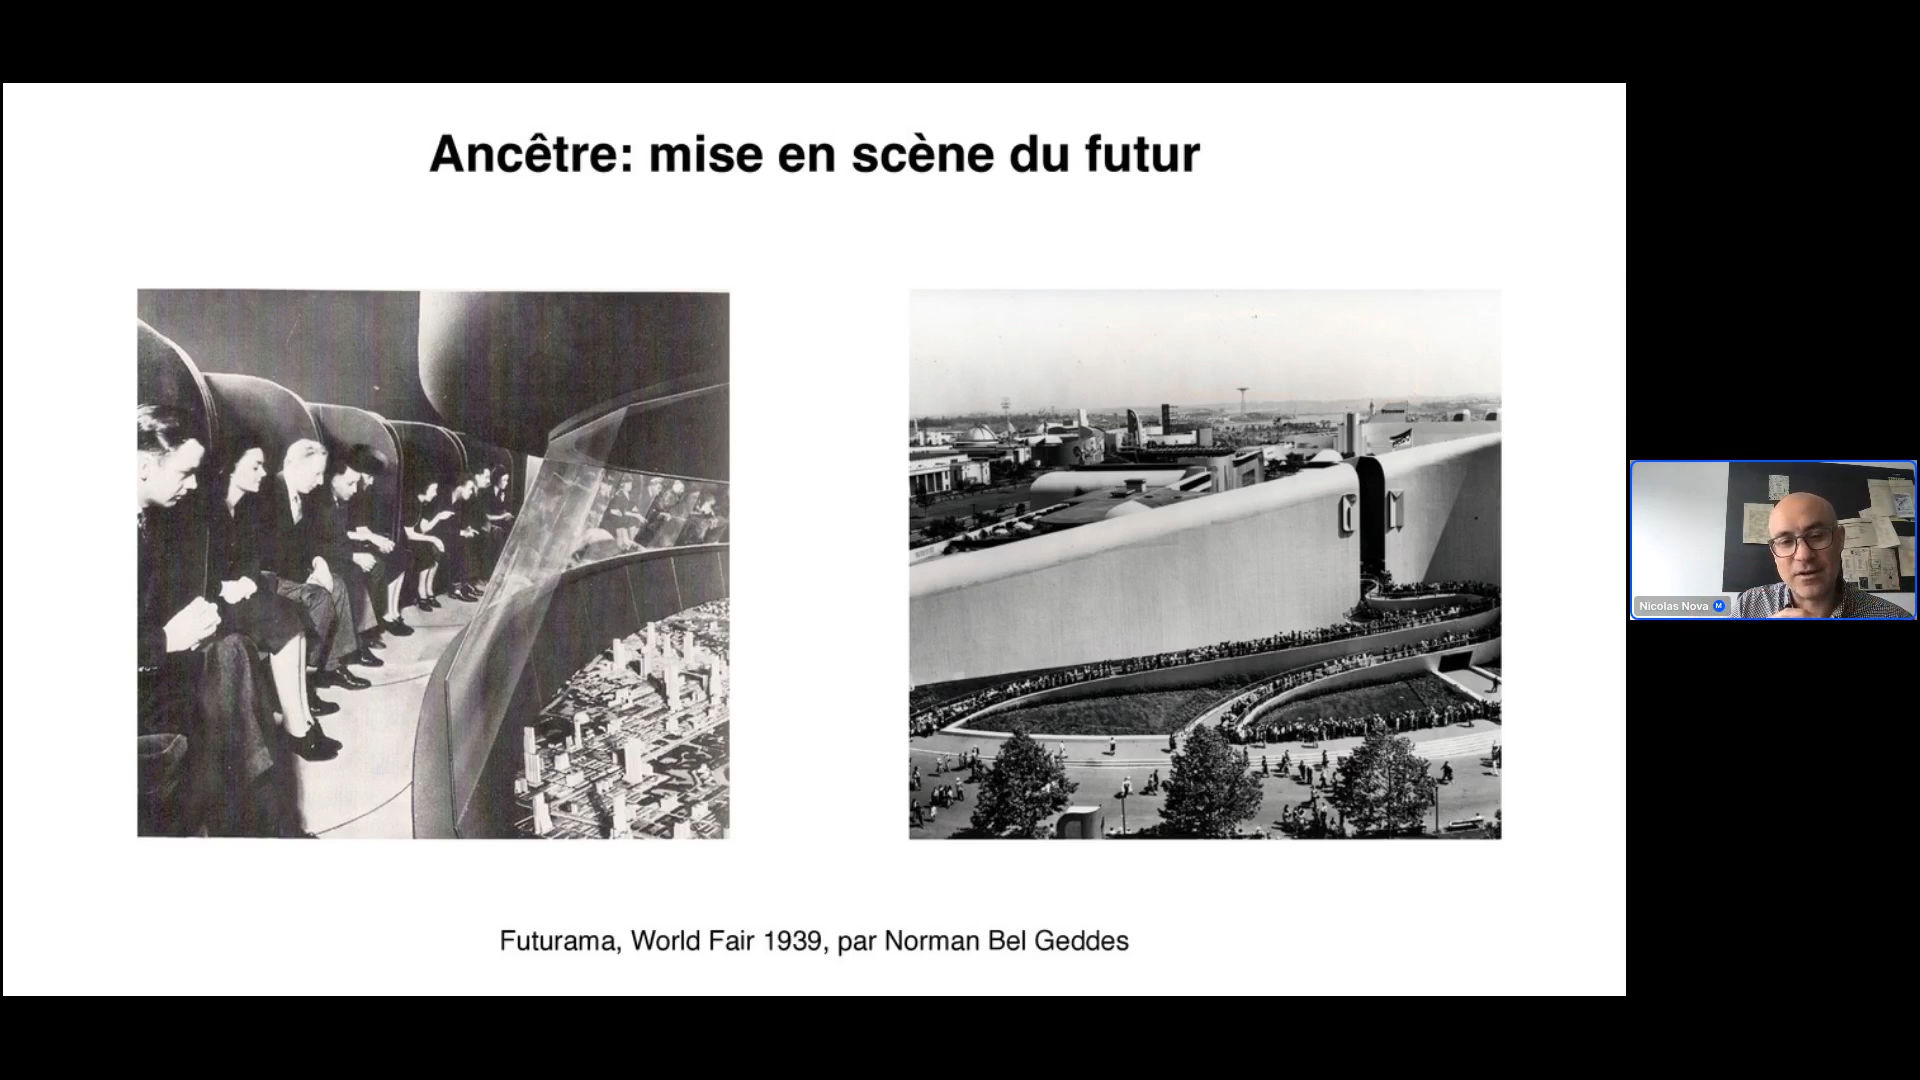 Ancêtre: mise en scène du futur
G M
Futurama, World Fair 1939, par Norman Bel Geddes
Nicolas Nova M